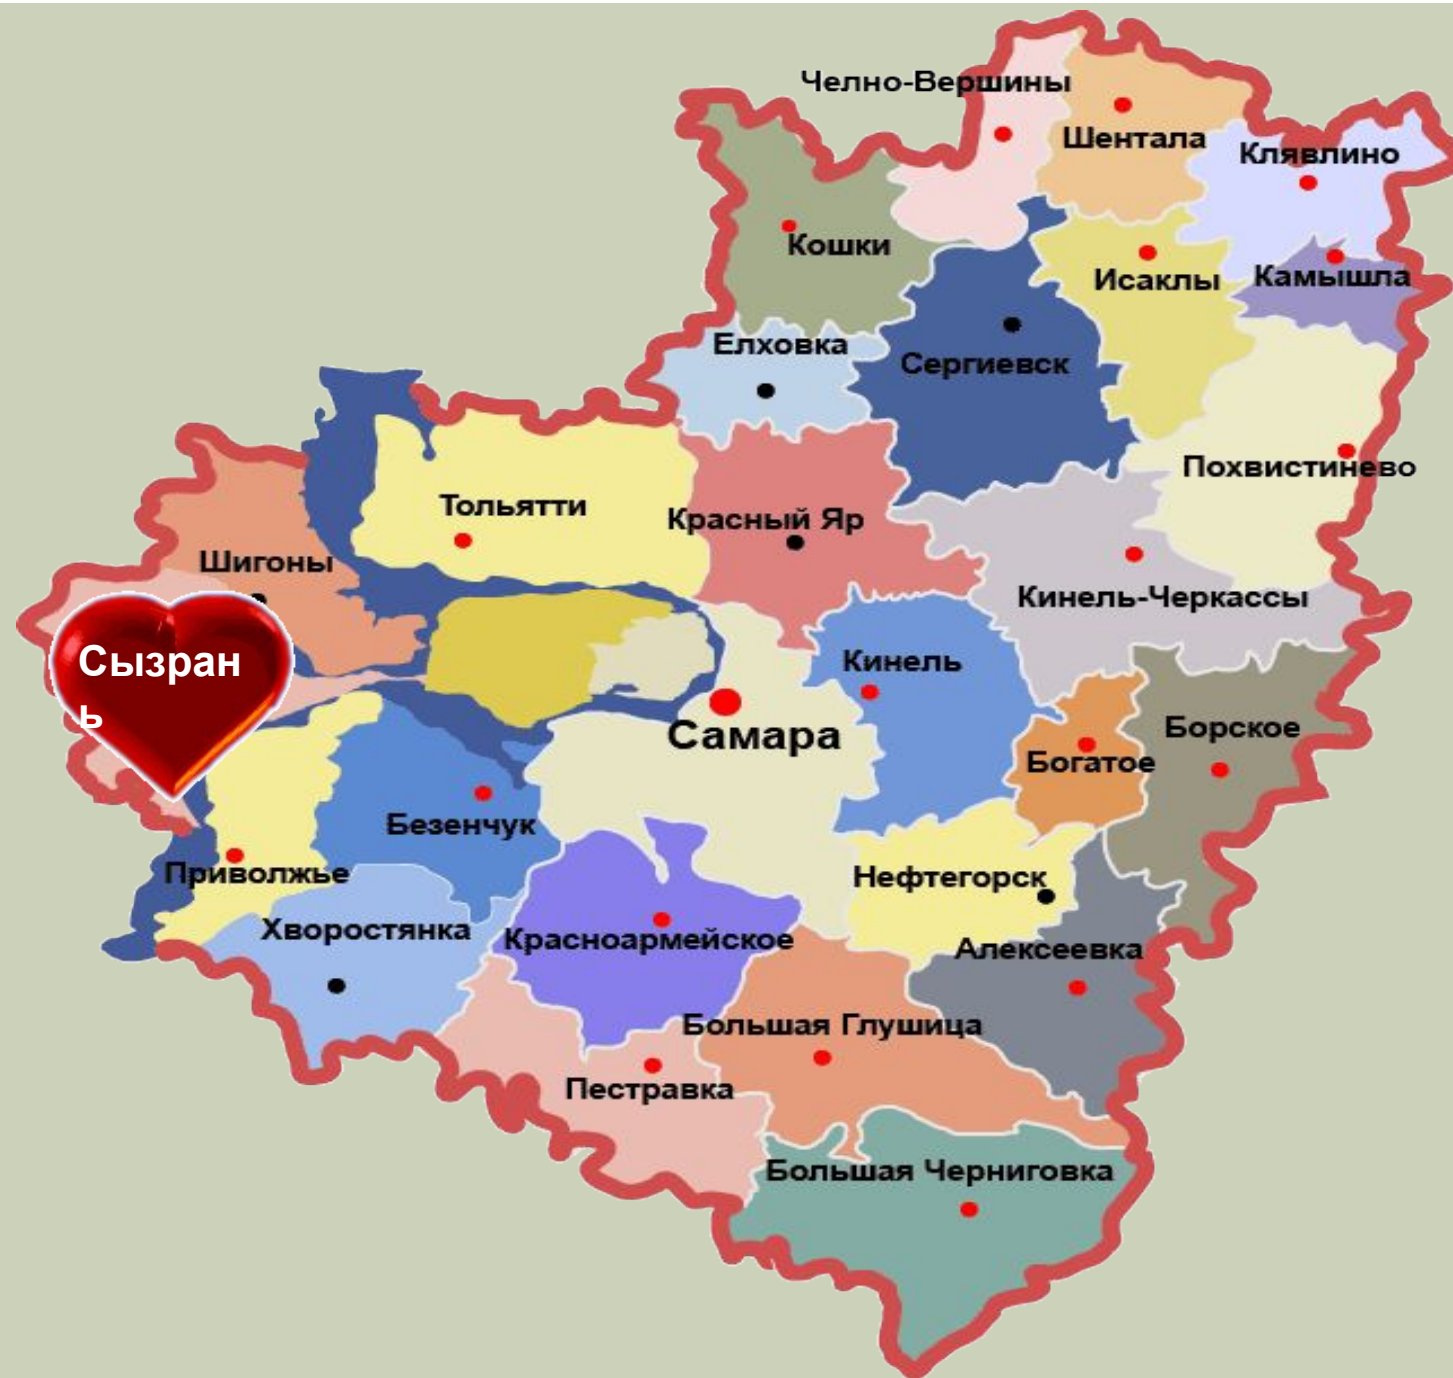 Челно-Вершины
Шентала
Клявлино
Кошки
Исаклы
Камышла
Елховка
Сергиевск
Похвистинево
Тольятти
Красный Яр
Шигоны
Кинель-Черкассы
Сызран
ь
Кинель
Самара
Борское
Богатое
Безенчук
Приволжье
Нефтегорск
Хворостянка
Красноармейское
Алексеевка
Большая Глушица
Пестравка
Большая Черниговка